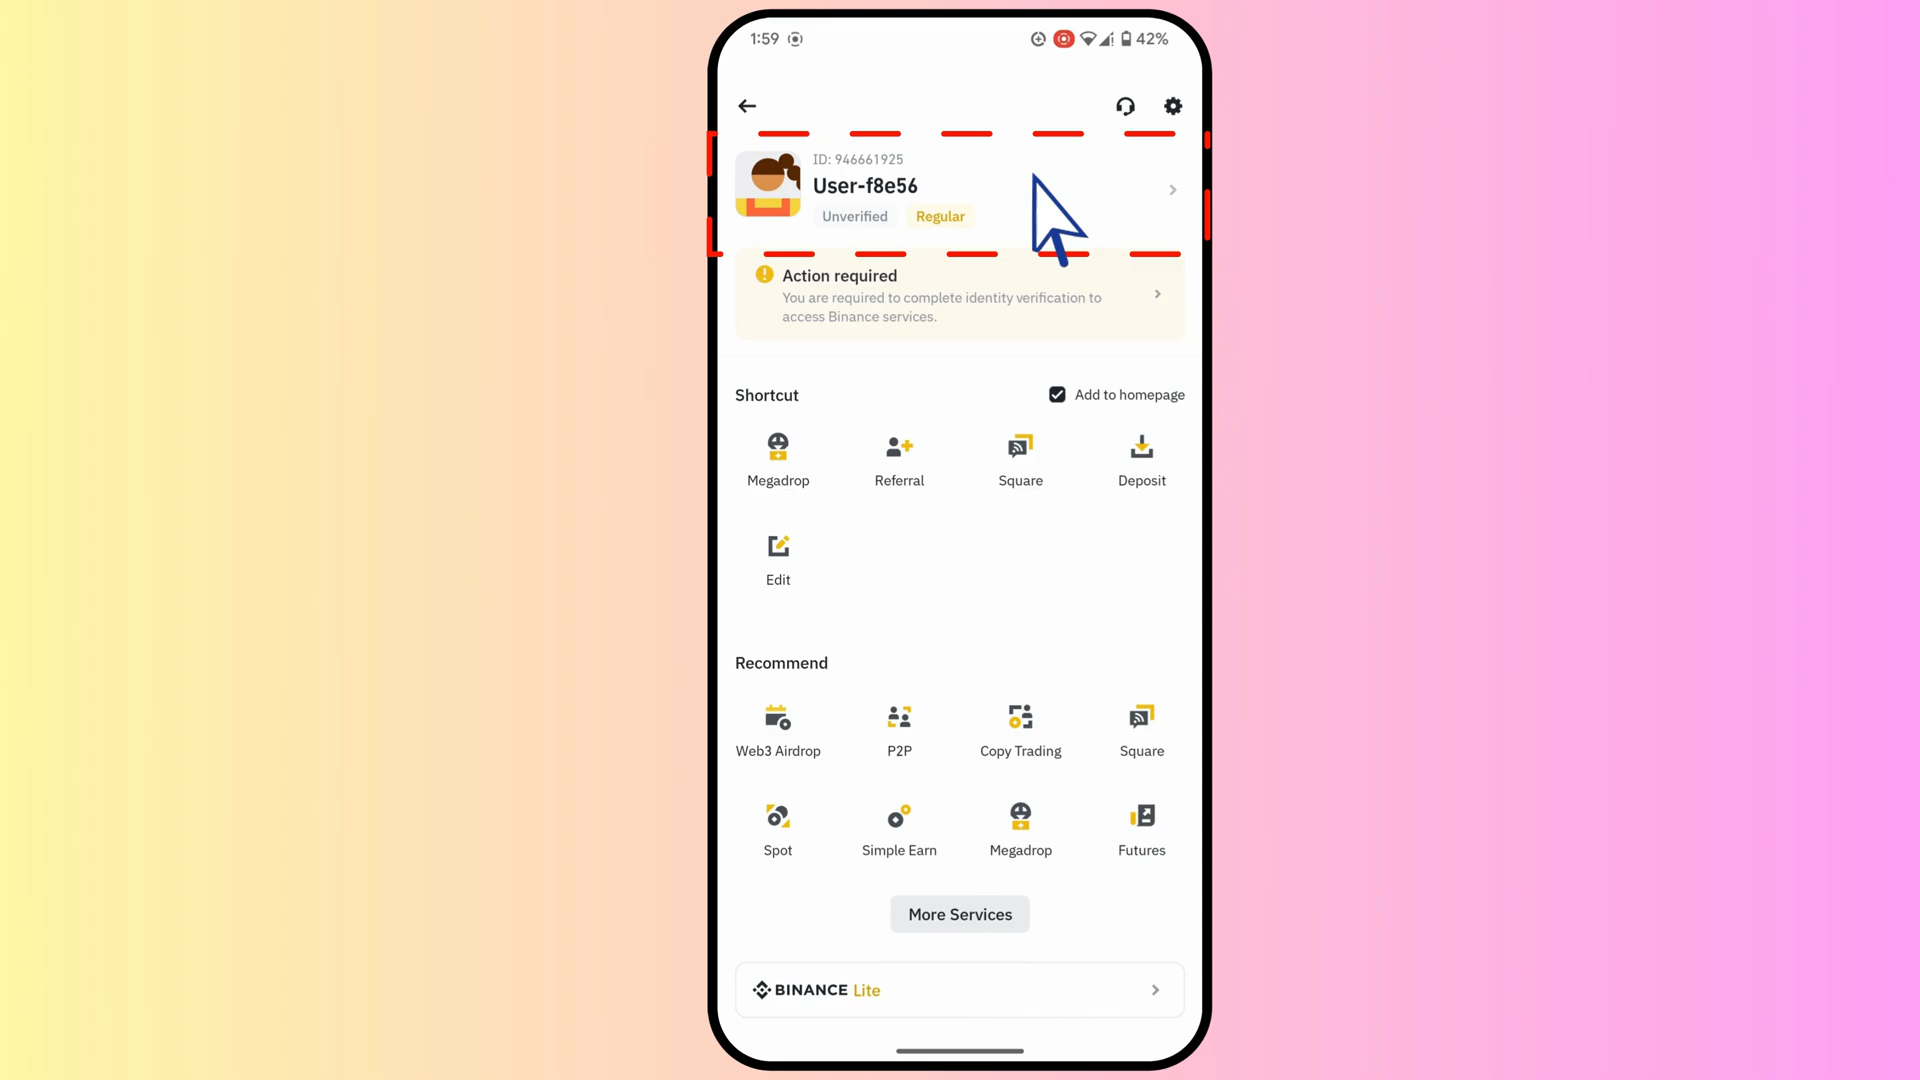 1:59
42%
ID: 946661925
User-f8e56
Unverified
Regular
Action required
You are required to complete identity verification to
access Binance services.
Shortcut
Add to homepage
Megadrop
Referral
Square
Deposit
Edit
Recommend
Web3 Airdrop
P2P
Copy Trading
Square
Spot
Simple Earn
Megadrop
Futures
More Services
BINANCE Lite